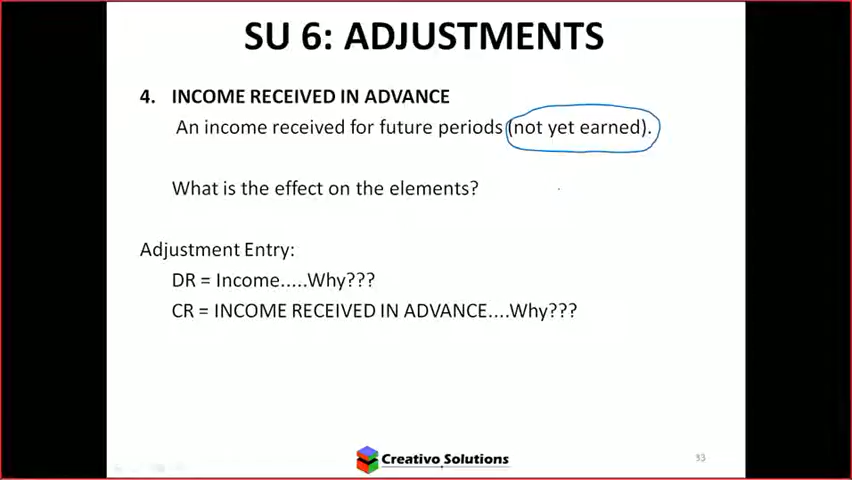 SU 6: ADJUSTMENTS
4. INCOME RECEIVED IN ADVANCE
An income received for future periods (not yet earned).
What is the effect on the elements?
Adjustment Entry:
DR = Income.....Why???
CR = INCOME RECEIVED IN ADVANCE....Why???
Creativo Solutions
33